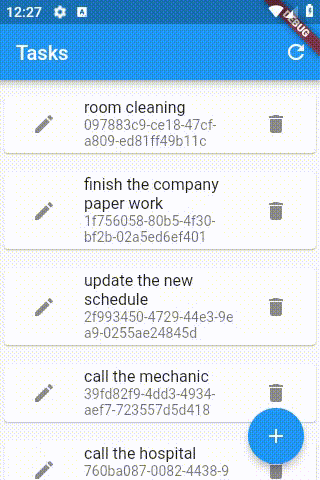 12:27
A
DEBUG
Tasks
room cleaning
097883c9-ce18-47cf-
a809-ed81ff49b11c
finish the company
paper work
1f756058-80b5-4f30-
bf2b-02a5ed6ef401
update the new
schedule
2f993450-4729-44e3-9e
a9-0255ae24845d
call the mechanic
39fd82f9-4dd3-4934-
aef7-723557d5d418
call the hospital
760ba087-0082-4438-9